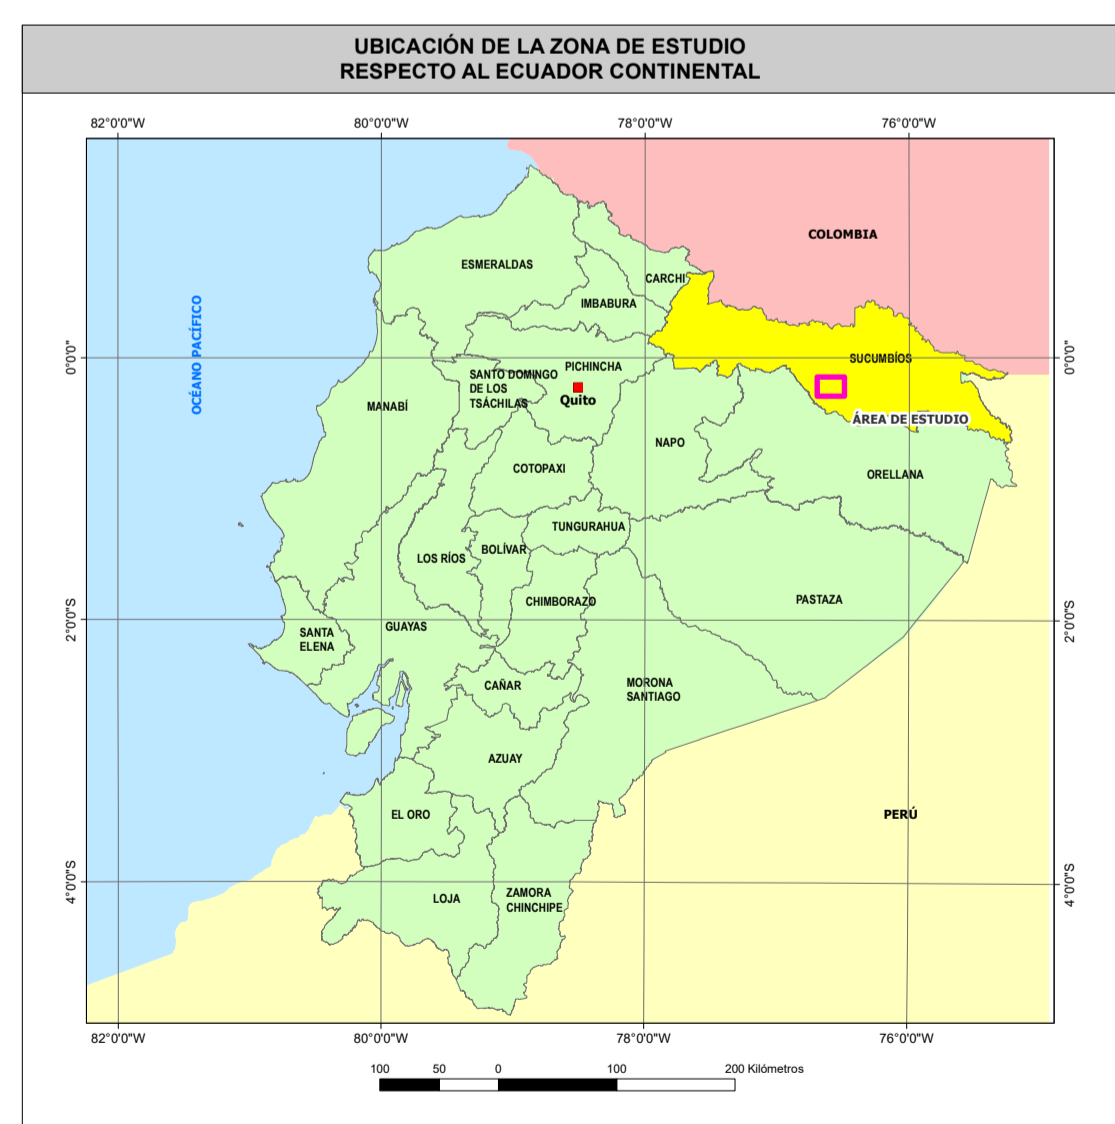 UBICACIÓN DE LA ZONA DE ESTUDIO
RESPECTO AL ECUADOR CONTINENTAL
82°0'0"W
80°0'0"W
78°0'0"W
76°0'0"W
COLOMBIA
ESMERALDAS
CARCHI
IMBABURA
OCÉANO PACÍFICO
0°0'0"
0°0'0"
SUCUMBÍOS
PICHINCHA
SANTO DOMINGO
DE LOS
TSÁCHILAS
Quito
MANABÍ
ÁREA DE ESTUDIO
NAPO
COTOPAXI
ORELLANA
TUNGURAHUA
BOLÍVAR
LOS RÍOS
CHIMBORAZO
PASTAZA
2°0'0"S
2°0'0"S
GUAYAS
SANTA
ELENA
CAÑAR
MORONA
SANTIAGO
AZUAY
EL ORO
PERÚ
4°0'0"S
4°0'0"S
LOJA
ZAMORA
CHINCHIPE
82°0'0"W
80°0'0"W
78°0'0"W
76°0'0"W
100
50
0
100
200 Kilómetros